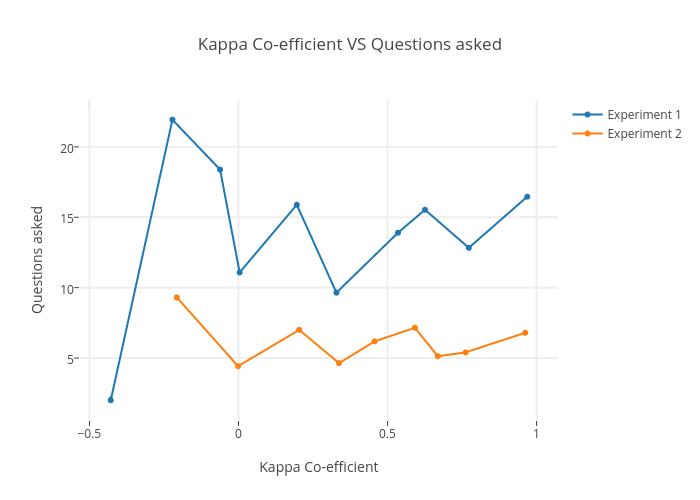 Kappa Co-efficient VS Questions asked
Experiment 1
Experiment 2
Questions asked
20
15
10
5
−0.5
0
0.5
1
Kappa Co-efficient